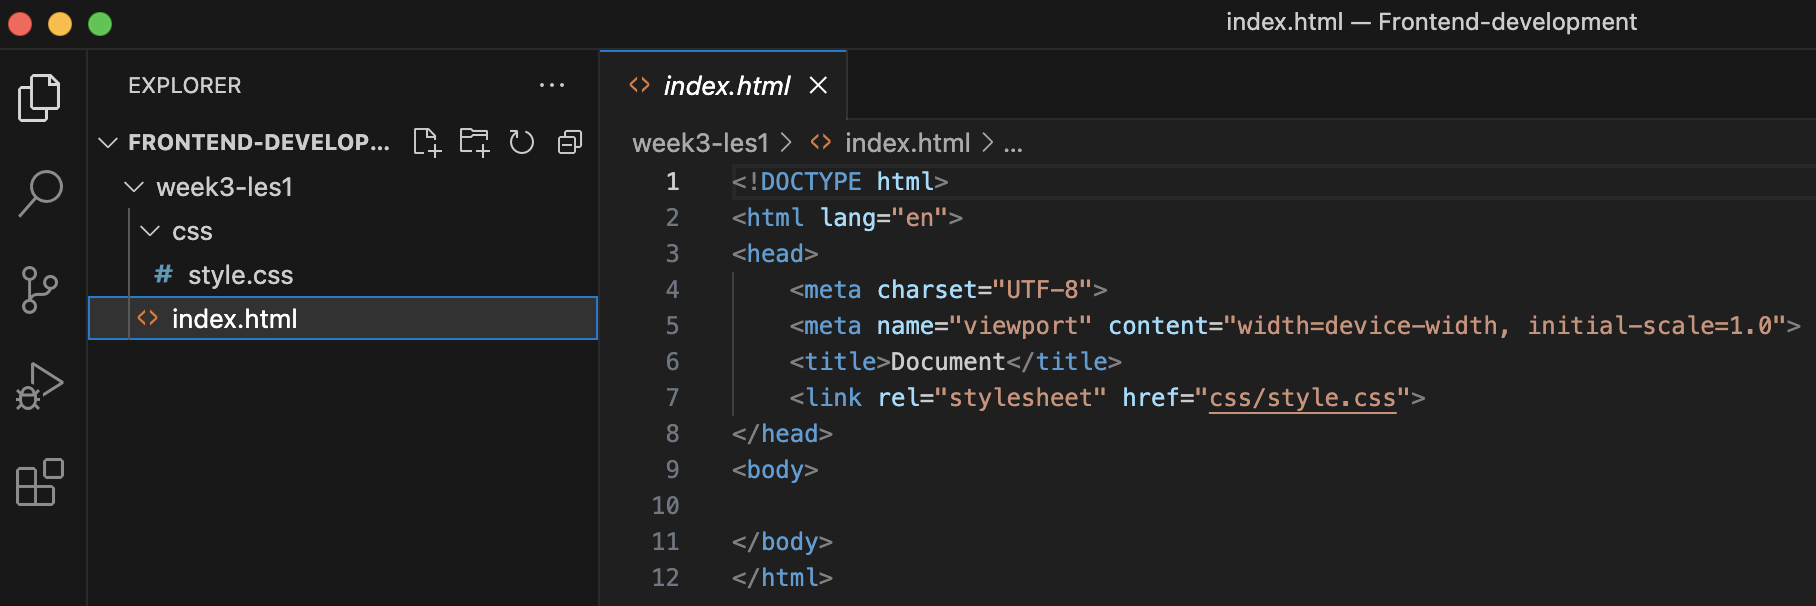 index.html — Frontend-development
EXPLORER
FRONTEND-DEVELOP...
week3-les1
css
# style.css
<> index.html
<> index.html
week3-les1 > <> index.html > ...
1 <!DOCTYPE html>
2 <html lang="en">
3 <head>
4     <meta charset="UTF-8">
5     <meta name="viewport" content="width=device-width, initial-scale=1.0">
6     <title>Document</title>
7     <link rel="stylesheet" href="css/style.css">
8 </head>
9 <body>
10
11 </body>
12 </html>